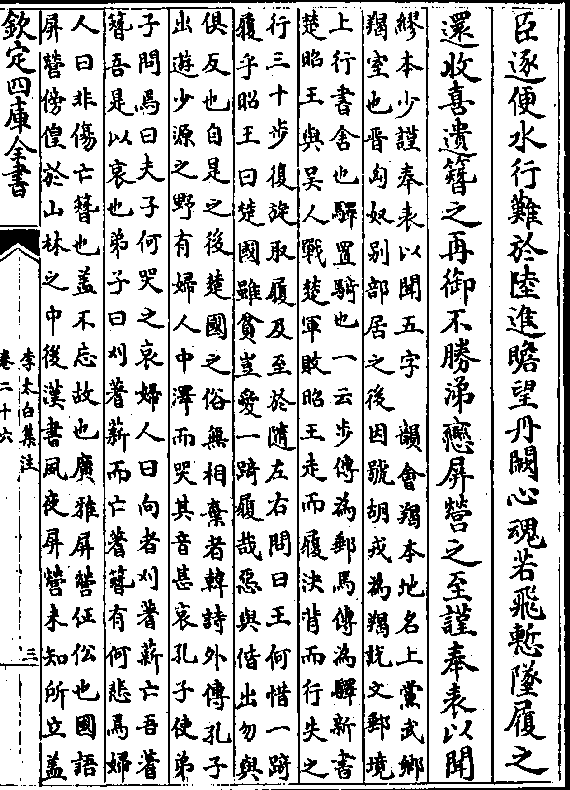 臣逐便水行難於陸進瞻望丹闕心魂若飛慙墜履之
還收喜遺簪之再御不勝涕戀屏營之至謹奉表以聞
繆本少謹奉表以聞五字　韻會羯本地名上黨武鄉
羯室也晋匈奴别部居之後因號胡戎為羯説文郵境
上行書舍也驛置騎也一云步傳為郵馬傳為驛新書
楚昭王與吴人戰楚軍敗昭王走而履决背而行失之
行三十步復旋取履及至於隨左右問曰王何惜一踦
履乎昭王曰楚國雖貧豈愛一踦履哉惡與偕出勿與
俱反也自是之後楚國之俗無相棄者韓詩外傳孔子
出遊少源之野有婦人中澤而哭其音甚哀孔子使弟
子問焉曰夫子何哭之哀婦人曰向者刈蓍薪亡吾蓍
簪吾是以哀也弟子曰刈蓍薪而亡蓍簪有何悲焉婦
人曰非傷亡簪也盖不忘故也廣雅屏營伀伀也國語
屏營傍偟於山林之中後漢書夙夜屏營未知所立盖
欽定四庫全書
李太白集注
卷二十六
三